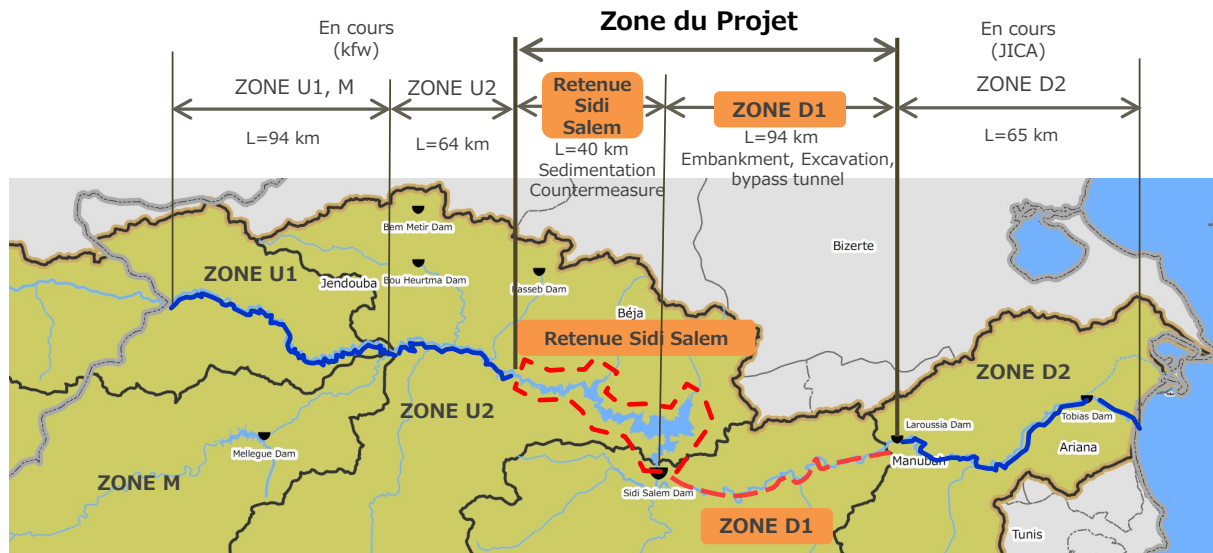 Zone du Projet
En cours
(kfw)
En cours
(JICA)
ZONE U1, M
ZONE U2
Retenue
Sidi
Salem
ZONE D1
ZONE D2
L=94 km
L=64 km
L=40 km
Sedimentation
Countermeasure
L=94 km
Embankment, Excavation,
bypass tunnel
L=65 km
Bem Metir Dam
Bizerte
ZONE U1
Jendouba
Bou Heurtma Dam
Kasseb Dam
Béja
Retenue Sidi Salem
ZONE D2
ZONE U2
Laroussia Dam
Tobias Dam
Mellegue Dam
Ariana
Manubah
ZONE M
Sidi Salem Dam
ZONE D1
Tunis